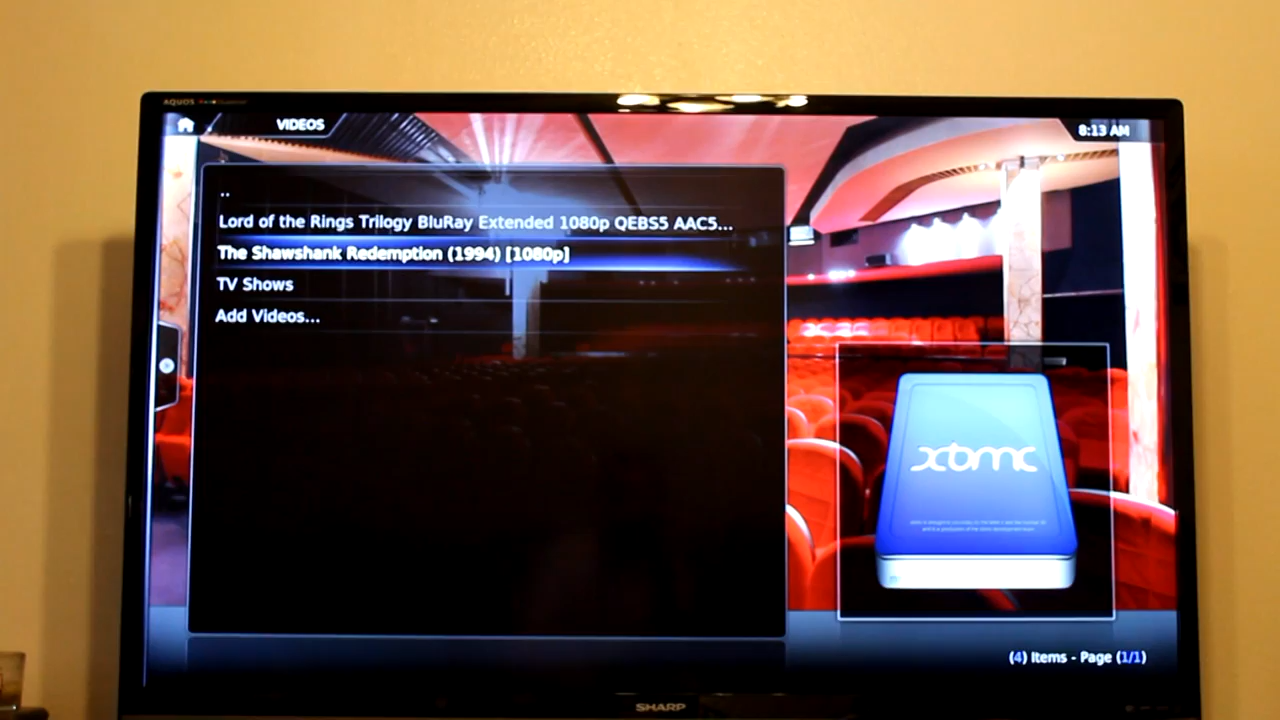 AQUOS
VIDEOS
8:13 AM
..
Lord of the Rings Trilogy BluRay Extended 1080p QEBS5 AAC5...
The Shawshank Redemption (1994) [1080p]
TV Shows
Add Videos...
xbmc
(4) Items - Page (1/1)
SHARP